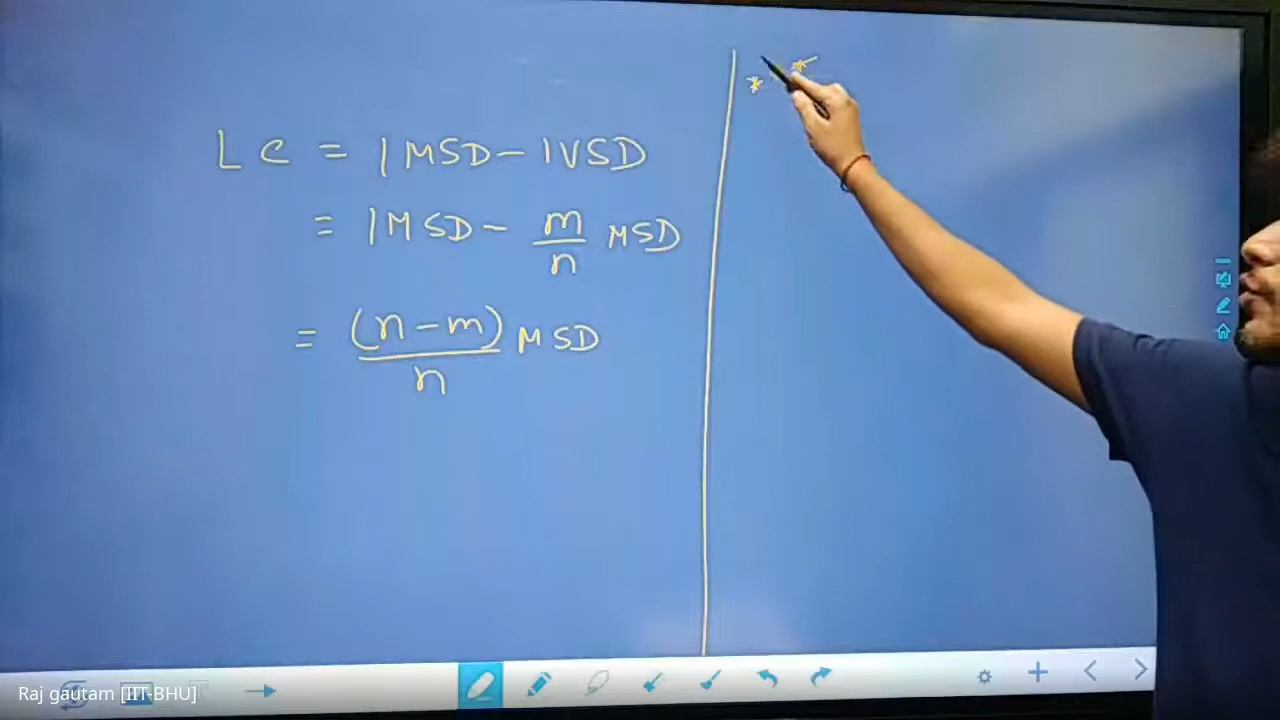 LC = 1MSD - 1VSD
= 1MSD - m/n MSD
= (n-m)/n MSD
* *
Raj gautam [IIT-BHU]